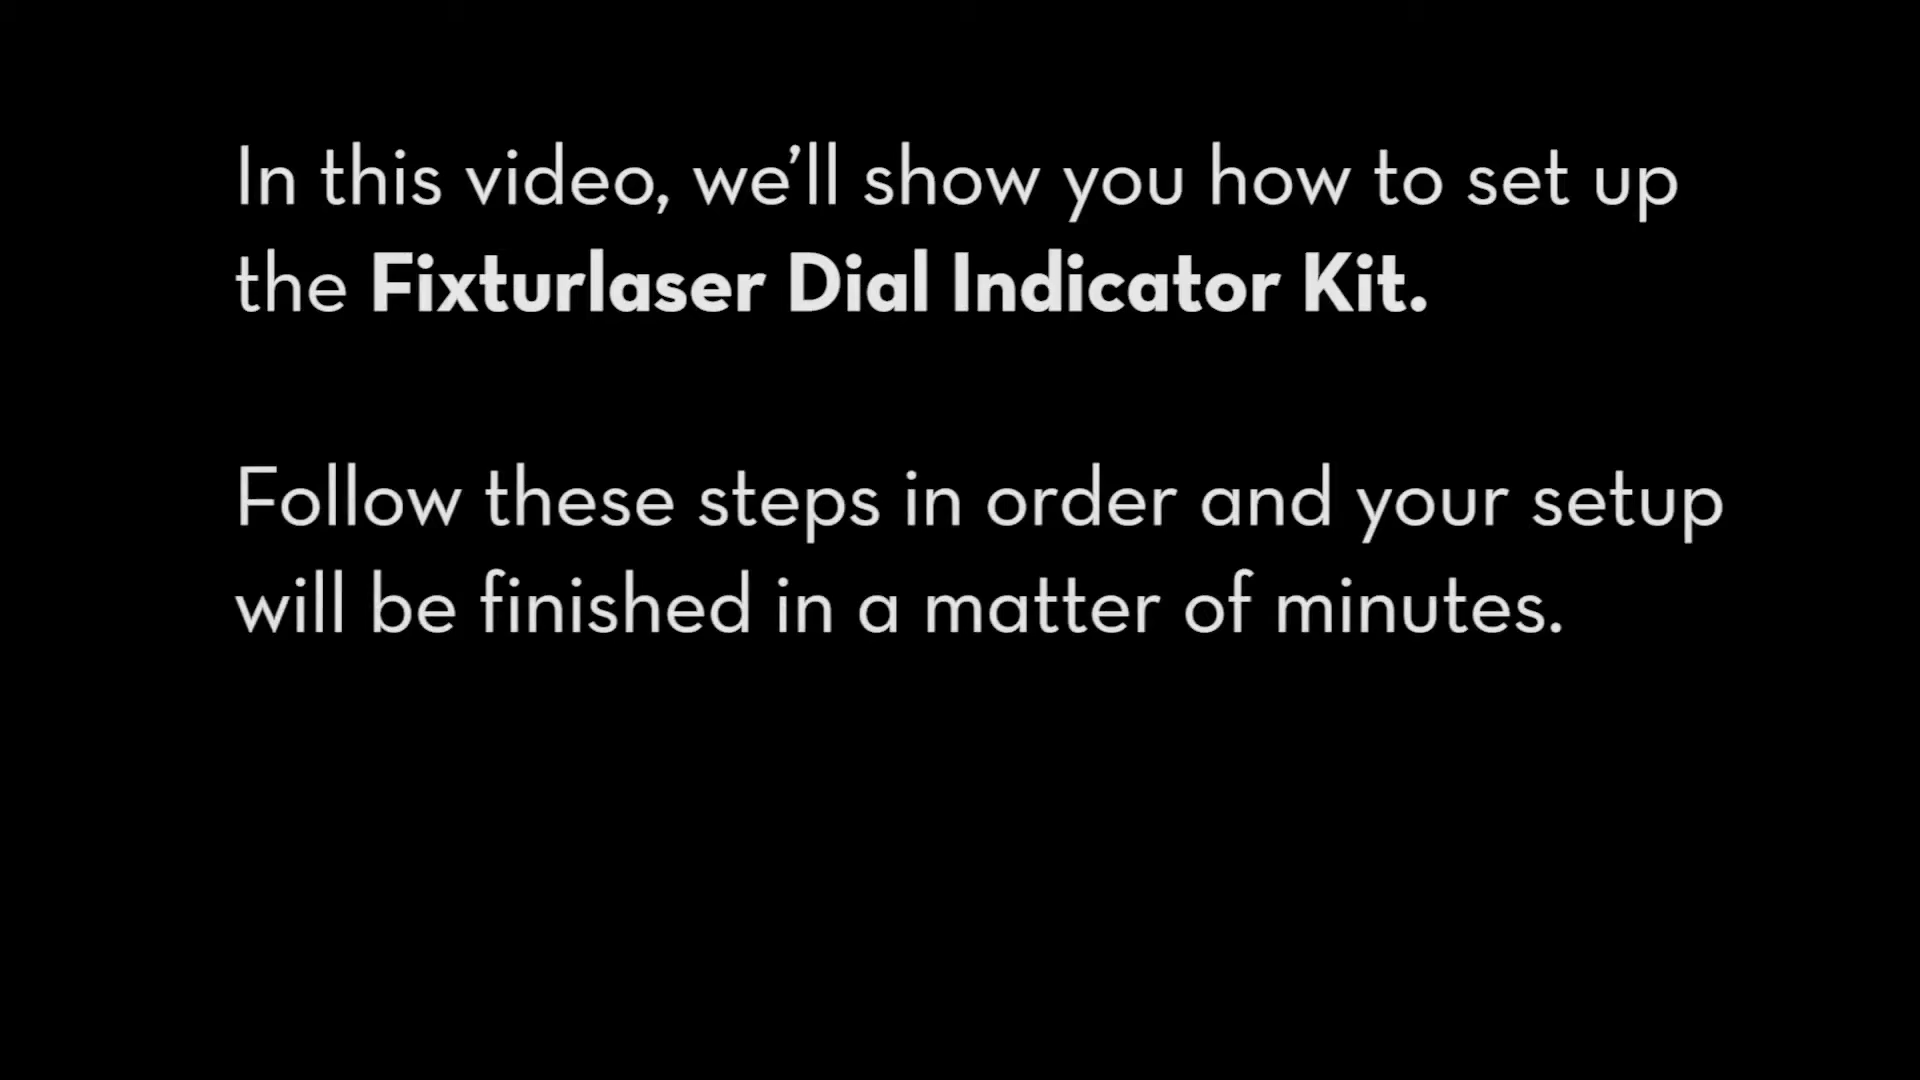 In this video, we’ll show you how to set up
the Fixturlaser Dial Indicator Kit.
Follow these steps in order and your setup
will be finished in a matter of minutes.